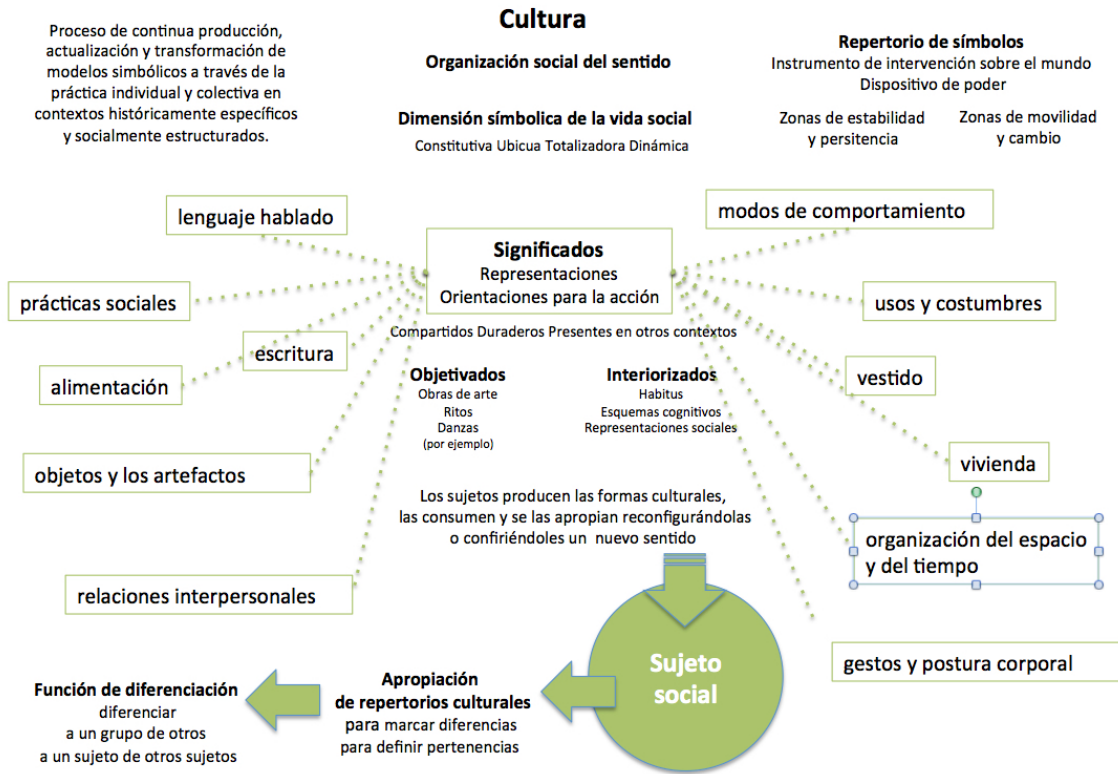 Cultura
Proceso de continua producción,
actualización y transformación de
modelos simbólicos a través de la
práctica individual y colectiva en
contextos históricamente específicos
y socialmente estructurados.
Organización social del sentido
Dimensión símbolica de la vida social
Constitutiva Ubicua Totalizadora Dinámica
Repertorio de símbolos
Instrumento de intervención sobre el mundo
Dispositivo de poder
Zonas de estabilidad
y persitencia
Zonas de movilidad
y cambio
lenguaje hablado
prácticas sociales
escritura
alimentación
objetos y los artefactos
relaciones interpersonales
Significados
Representaciones
Orientaciones para la acción
Compartidos Duraderos Presentes en otros contextos
Objetivados
Obras de arte
Ritos
Danzas
(por ejemplo)
Interiorizados
Habitus
Esquemas cognitivos
Representaciones sociales
modos de comportamiento
usos y costumbres
vestido
vivienda
organización del espacio
y del tiempo
gestos y postura corporal
Los sujetos producen las formas culturales,
las consumen y se las apropian reconfigurándolas
o confiriéndoles un nuevo sentido
Sujeto
social
Apropiación
de repertorios culturales
para marcar diferencias
para definir pertenencias
Función de diferenciación
diferenciar
a un grupo de otros
a un sujeto de otros sujetos